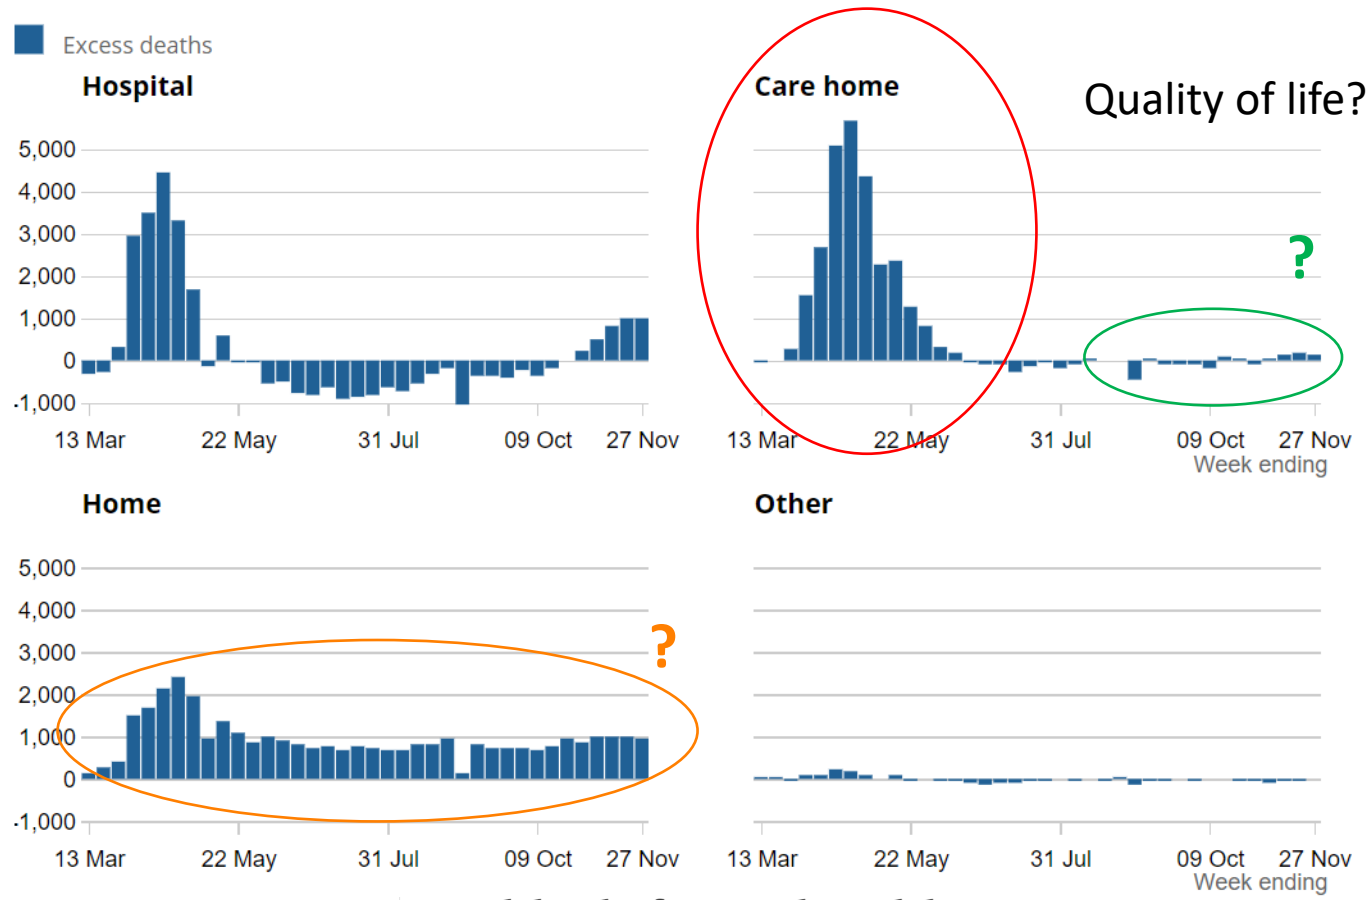 Excess deaths
Hospital
5,000
4,000
3,000
2,000
1,000
0
-1,000
13 Mar 22 May 31 Jul 09 Oct 27 Nov
Care home
Quality of life?
?
13 Mar 22 May 31 Jul 09 Oct 27 Nov
Week ending
Home
?
5,000
4,000
3,000
2,000
1,000
0
-1,000
13 Mar 22 May 31 Jul 09 Oct 27 Nov
Other
13 Mar 22 May 31 Jul 09 Oct 27 Nov
Week ending